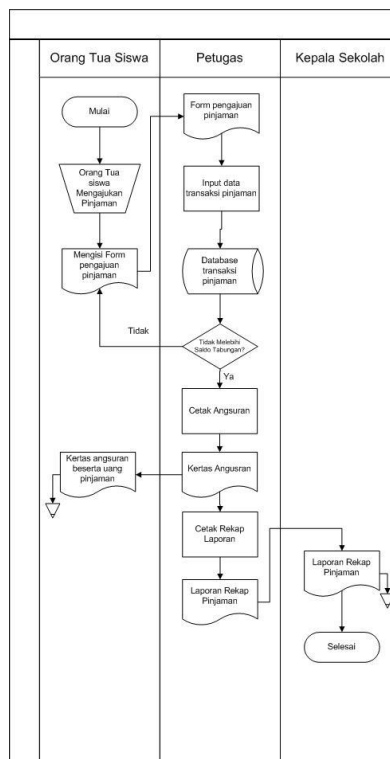 Orang Tua Siswa
Petugas
Kepala Sekolah
Mulai
Orang Tua
siswa
Mengajukan
Pinjaman
Mengisi Form
pengajuan
pinjaman
Form pengajuan
pinjaman
Input data
transaksi pinjaman
Database
transaksi
pinjaman
Tidak Melebihi
Saldo Tabungan?
Tidak
Ya
Cetak Angsuran
Kertas Angusran
Kertas angsuran
beserta uang
pinjaman
Cetak Rekap
Laporan
Laporan Rekap
Pinjaman
Laporan Rekap
Pinjaman
Selesai